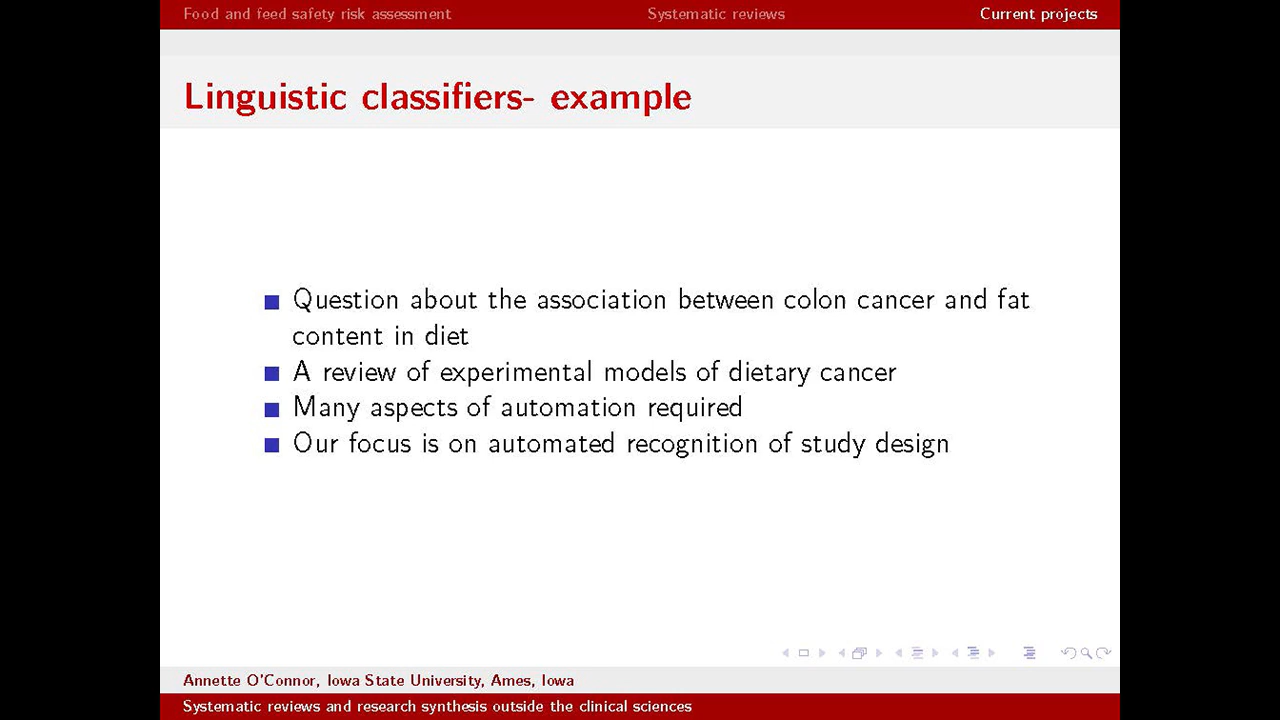 Food and feed safety risk assessment Systematic reviews Current projects
Linguistic classifiers- example
Question about the association between colon cancer and fat
content in diet
A review of experimental models of dietary cancer
Many aspects of automation required
Our focus is on automated recognition of study design
Annette O'Connor, Iowa State University, Ames, Iowa
Systematic reviews and research synthesis outside the clinical sciences